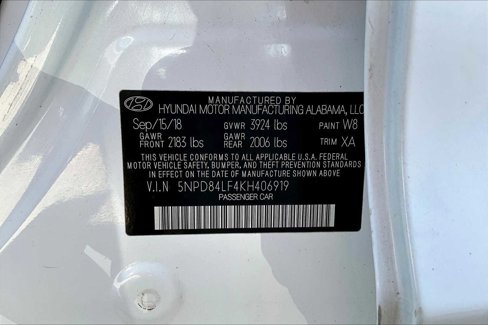 MANUFACTURED BY
HYUNDAI MOTOR MANUFACTURING ALABAMA, LLC
Sep/15/18 GVWR 3924 lbs PAINT W8
GAWR FRONT 2183 lbs GAWR REAR 2006 lbs TRIM XA
THIS VEHICLE CONFORMS TO ALL APPLICABLE U.S.A. FEDERAL
MOTOR VEHICLE SAFETY, BUMPER, AND THEFT PREVENTION STANDARDS
IN EFFECT ON THE DATE OF MANUFACTURE SHOWN ABOVE.
V.I.N 5NPD84LF4KH406919
PASSENGER CAR